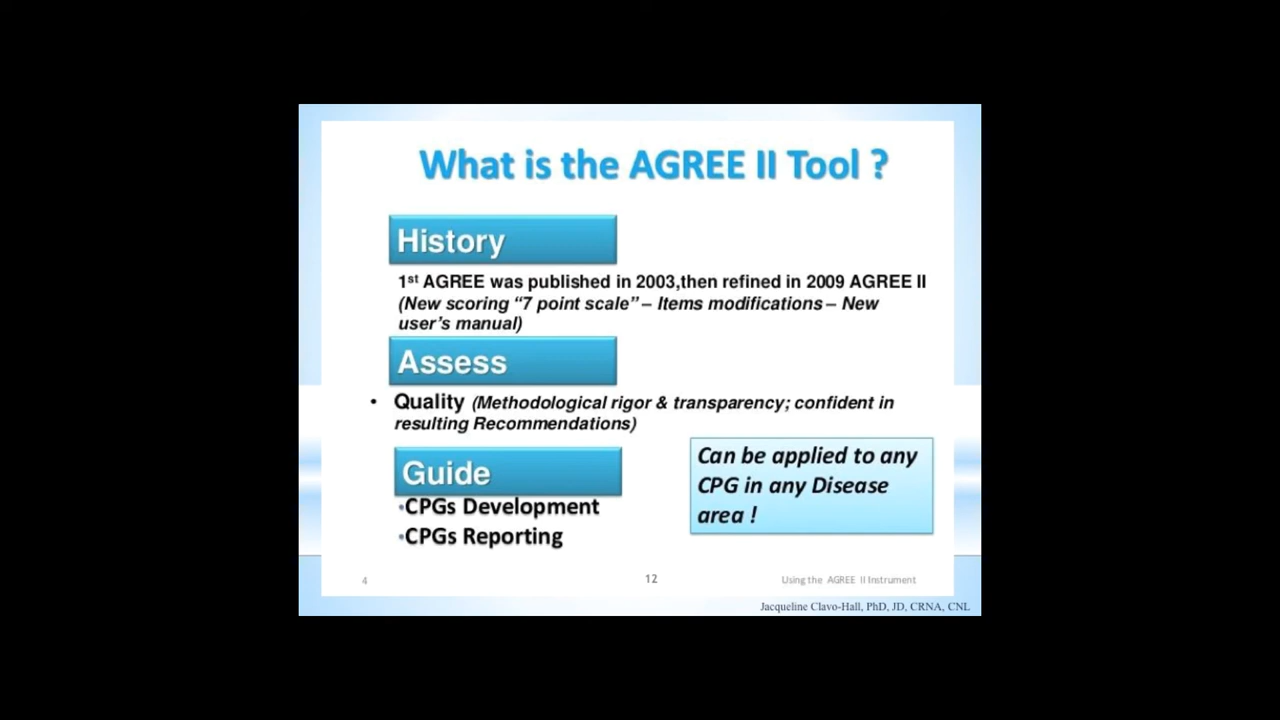 What is the AGREE II Tool ?
History
1st AGREE was published in 2003,then refined in 2009 AGREE II
(New scoring “7 point scale” – Items modifications – New
user’s manual)
Assess
• Quality (Methodological rigor & transparency; confident in
resulting Recommendations)
Guide
•CPGs Development
•CPGs Reporting
Can be applied to any
CPG in any Disease
area !
4
12
Using the AGREE II Instrument
Jacqueline Clavo-Hall, PhD, JD, CRNA, CNL